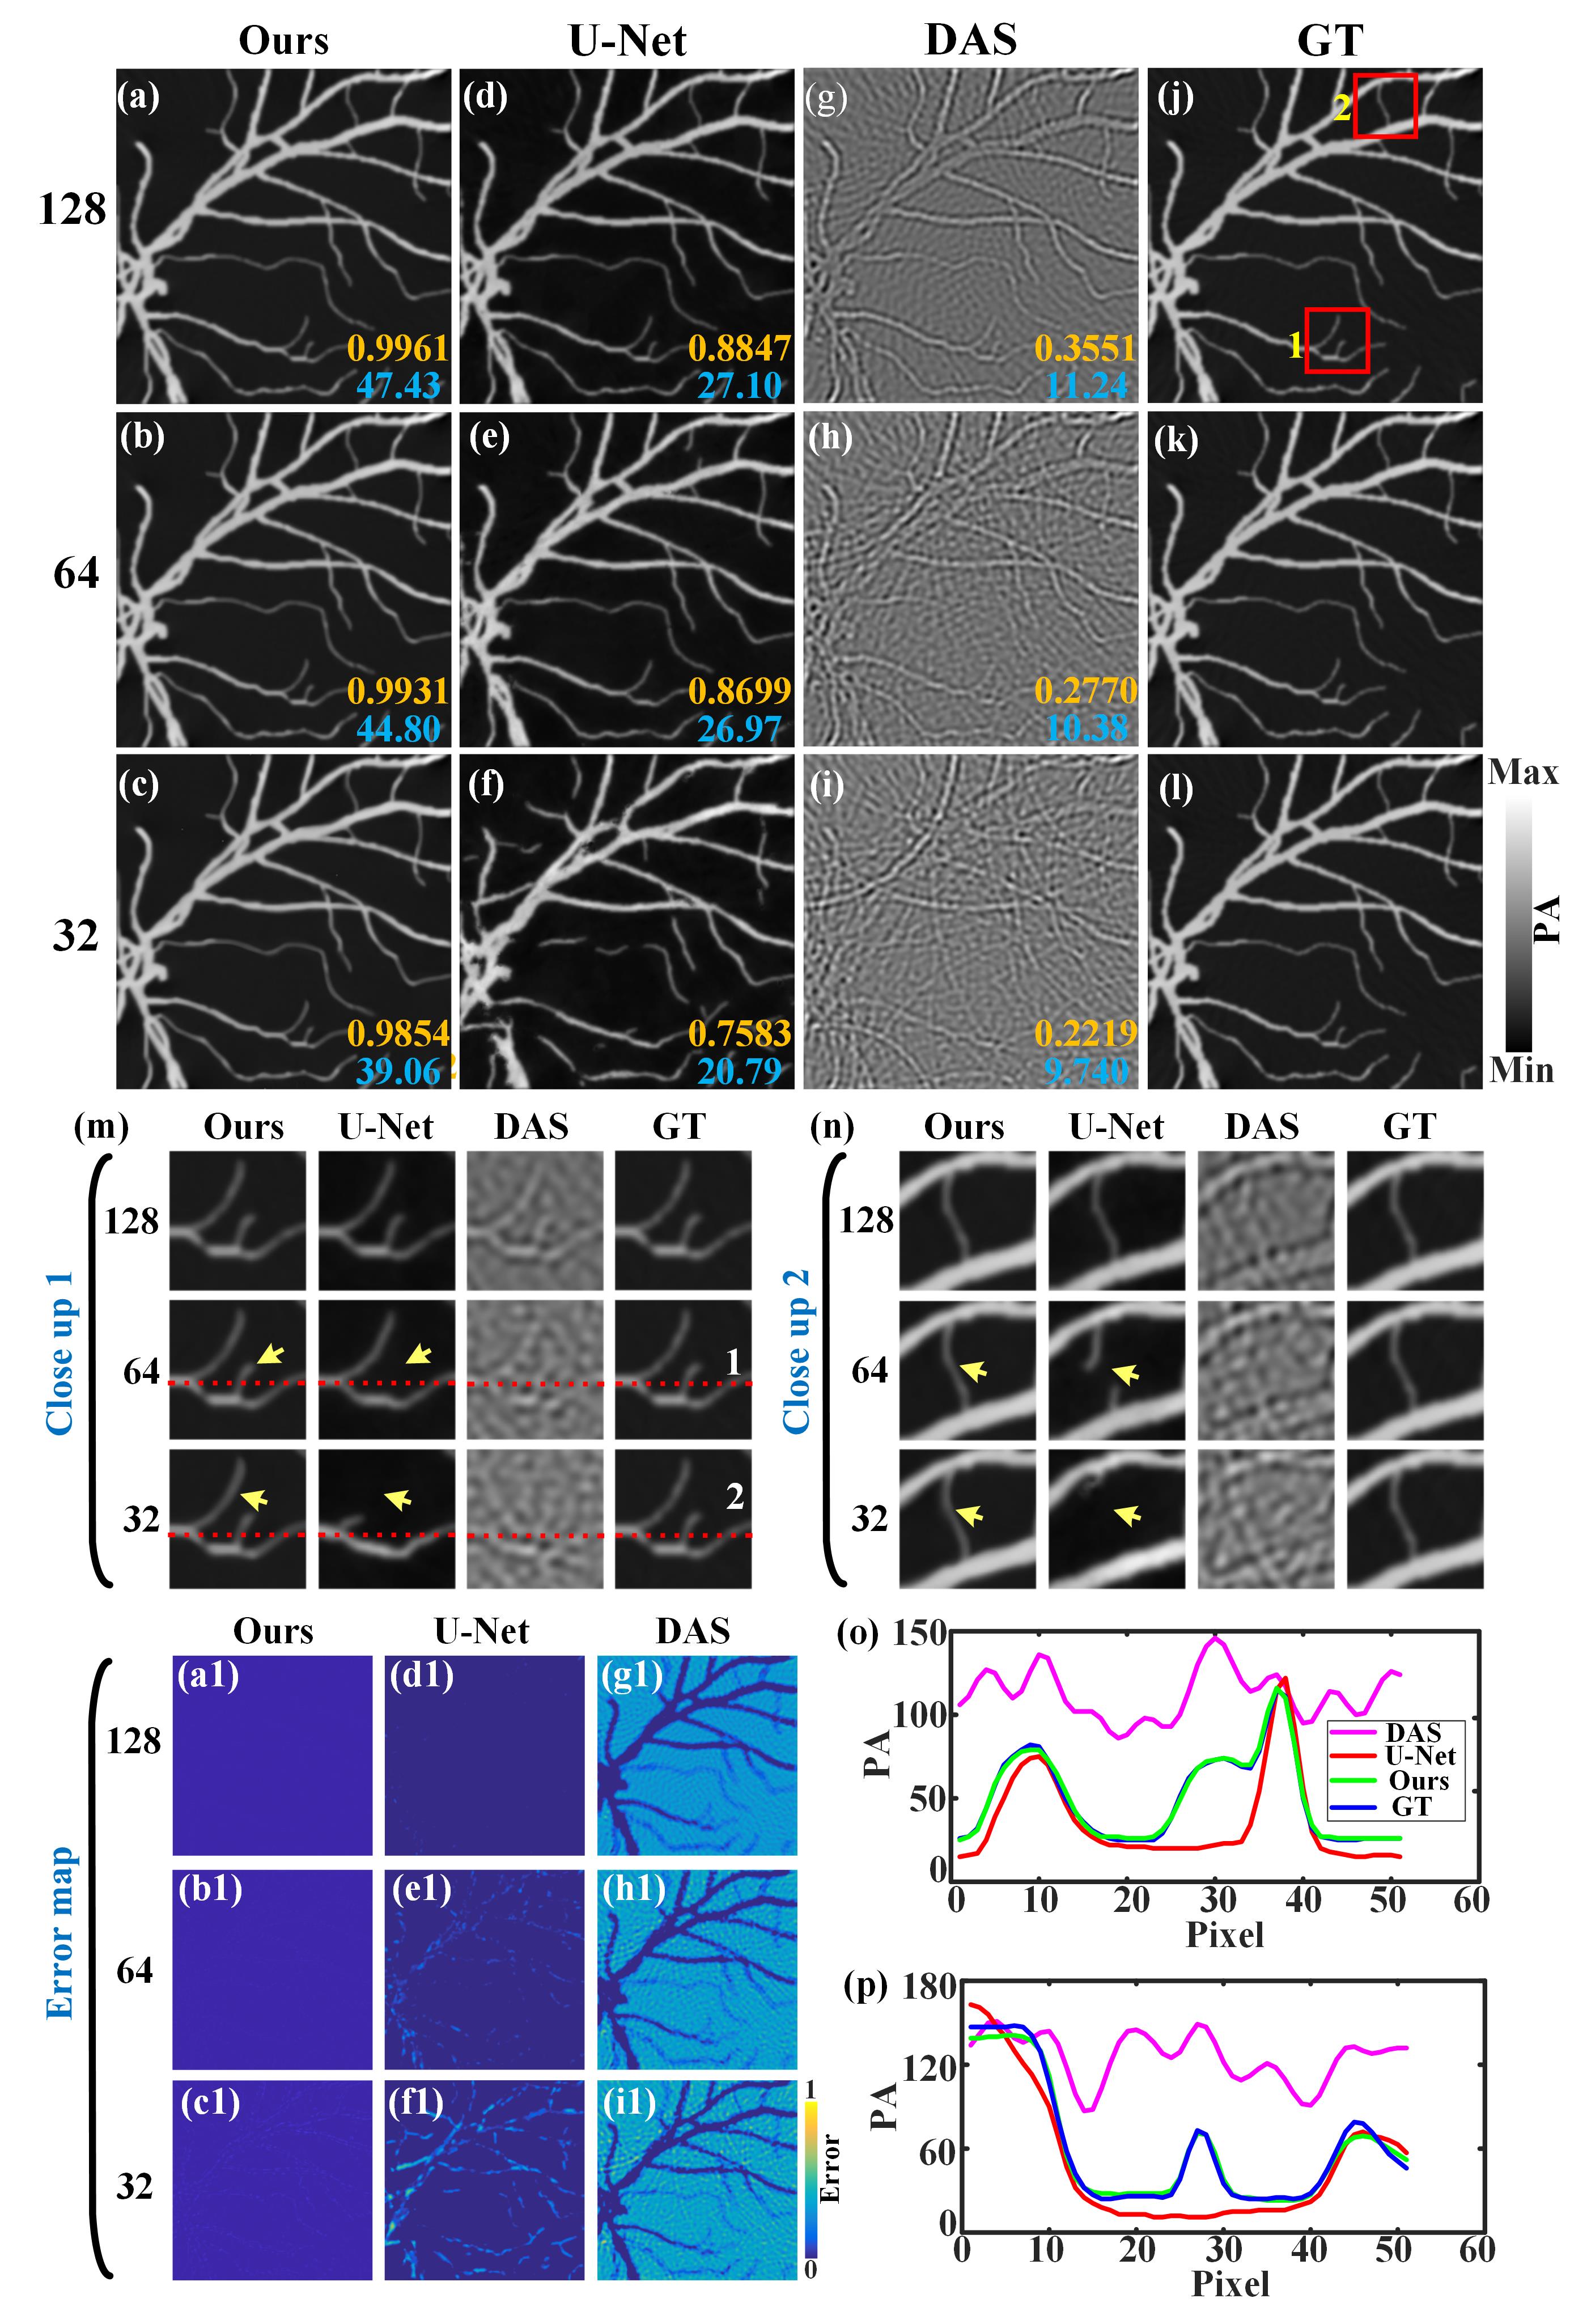 Ours U-Net DAS GT
128 (a) (d) (g) (j) 2
1
0.9961 0.8847 0.3551
47.43 27.10 11.24
64 (b) (e) (h) (k)
0.9931 0.8699 0.2770
44.80 26.97 10.38
32 (c) (f) (i) (l)
0.9854 0.7583 0.2219
39.06 20.79 9.740
Max
PA
Min
(m) Ours U-Net DAS GT
Close up 1
128
64 1
32 2
(n) Ours U-Net DAS GT
Close up 2
128
64
32
Ours U-Net DAS
Error map
128 (a1) (d1) (g1)
64 (b1) (e1) (h1)
32 (c1) (f1) (i1)
1
Error
0
(o)
150
100
50
0
PA
DAS
U-Net
Ours
GT
0 10 20 30 40 50 60
Pixel
(p)
180
120
60
0
PA
0 10 20 30 40 50 60
Pixel